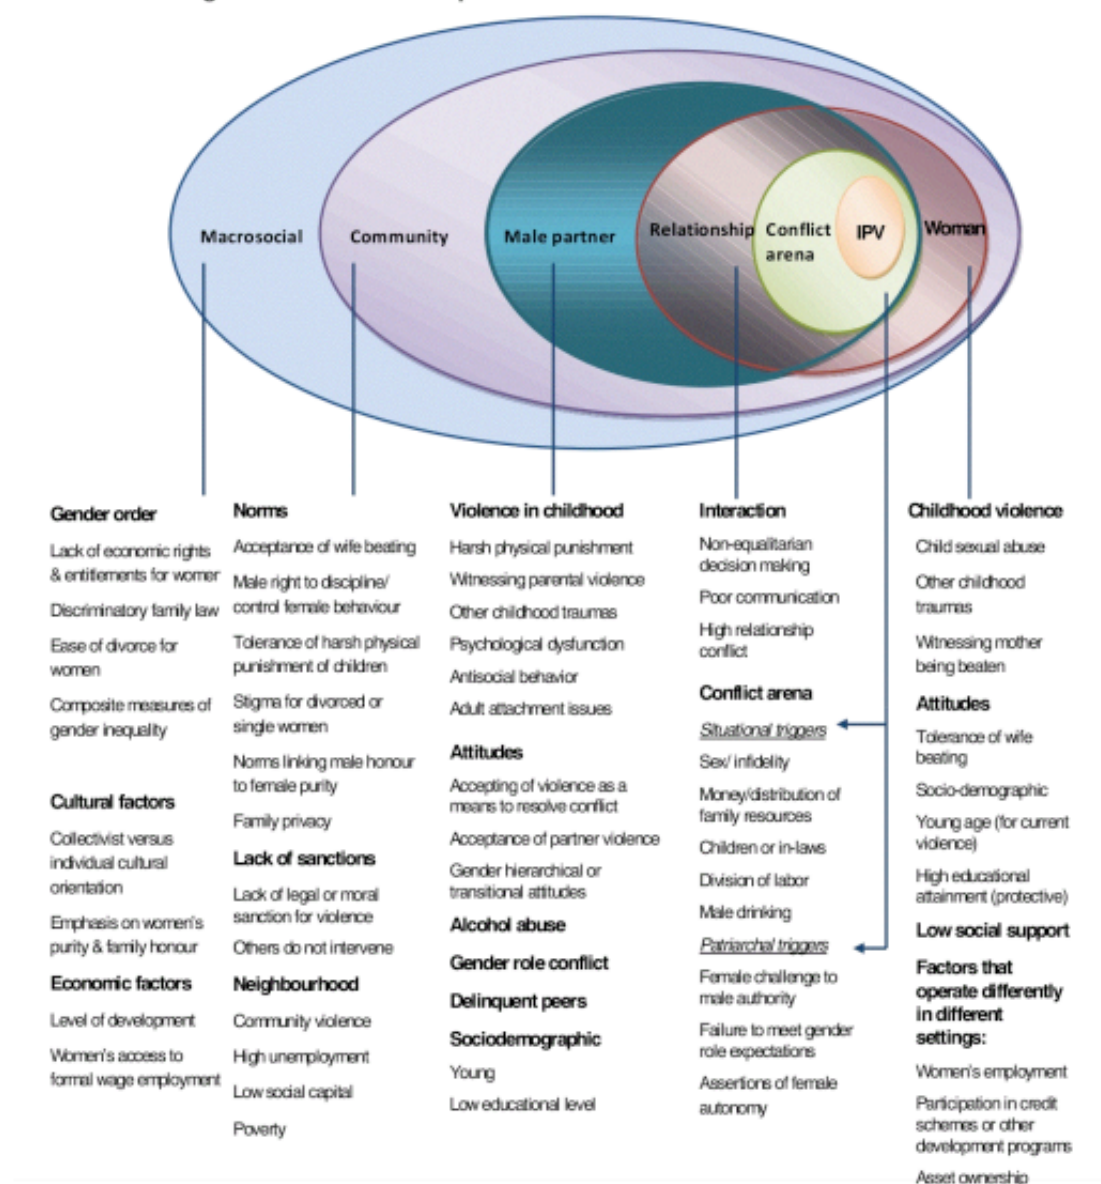 Macrosocial
Community
Male partner
Relationship
Conflict
arena
IPV
Woman
Gender order
Lack of economic rights
& entitlements for women
Discriminatory family law
Ease of divorce for
women
Composite measures of
gender inequality
Cultural factors
Collectivist versus
individual cultural
orientation
Emphasis on women's
purity & family honour
Economic factors
Level of development
Women's access to
formal wage employment
Norms
Acceptance of wife beating
Male right to discipline/
control female behaviour
Tolerance of harsh physical
punishment of children
Stigma for divorced or
single women
Norms linking male honour
to female purity
Family privacy
Lack of sanctions
Lack of legal or moral
sanction for violence
Others do not intervene
Neighbourhood
Community violence
High unemployment
Low social capital
Poverty
Violence in childhood
Harsh physical punishment
Witnessing parental violence
Other childhood traumas
Psychological dysfunction
Antisocial behavior
Adult attachment issues
Attitudes
Accepting of violence as a
means to resolve conflict
Acceptance of partner violence
Gender hierarchical or
transitional attitudes
Alcohol abuse
Gender role conflict
Delinquent peers
Sociodemographic
Young
Low educational level
Interaction
Non-equalitarian
decision making
Poor communication
High relationship
conflict
Conflict arena
Situational triggers
Sex/ infidelity
Money/distribution of
family resources
Children or in-laws
Division of labor
Male drinking
Patriarchal triggers
Female challenge to
male authority
Failure to meet gender
role expectations
Assertions of female
autonomy
Childhood violence
Child sexual abuse
Other childhood
traumas
Witnessing mother
being beaten
Attitudes
Tolerance of wife
beating
Socio-demographic
Young age (for current
violence)
High educational
attainment (protective)
Low social support
Factors that
operate differently
in different
settings:
Women's employment
Participation in credit
schemes or other
development programs
Asset ownership